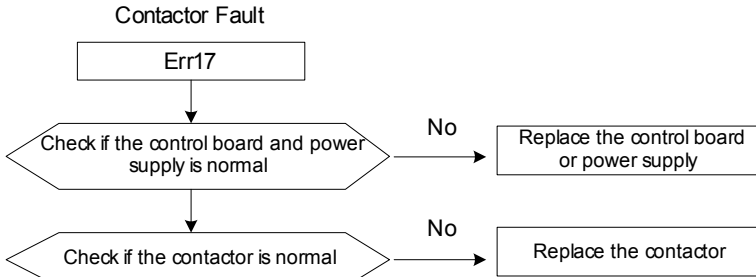 Contactor Fault
Err17
Check if the control board and power
supply is normal
No
Replace the control board
or power supply
Check if the contactor is normal
No
Replace the contactor